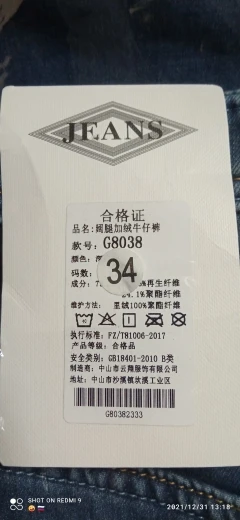 JEANS
合格证
品名: 阔腿加绒牛仔裤
款号: G8038
颜色:
码数: 34
成分: 再生纤维
24.1%聚酯纤维
维护方法: 里绒100%聚酯纤维
执行标准: FZ/T81006-2017
产品等级: 合格品
安全类别: GB18401-2010 B类
制造商: 中山市云翔服饰有限公司
地址: 中山市沙溪镇坎溪工业区
G80382333
SHOT ON REDMI 9
2021/12/31 13:18